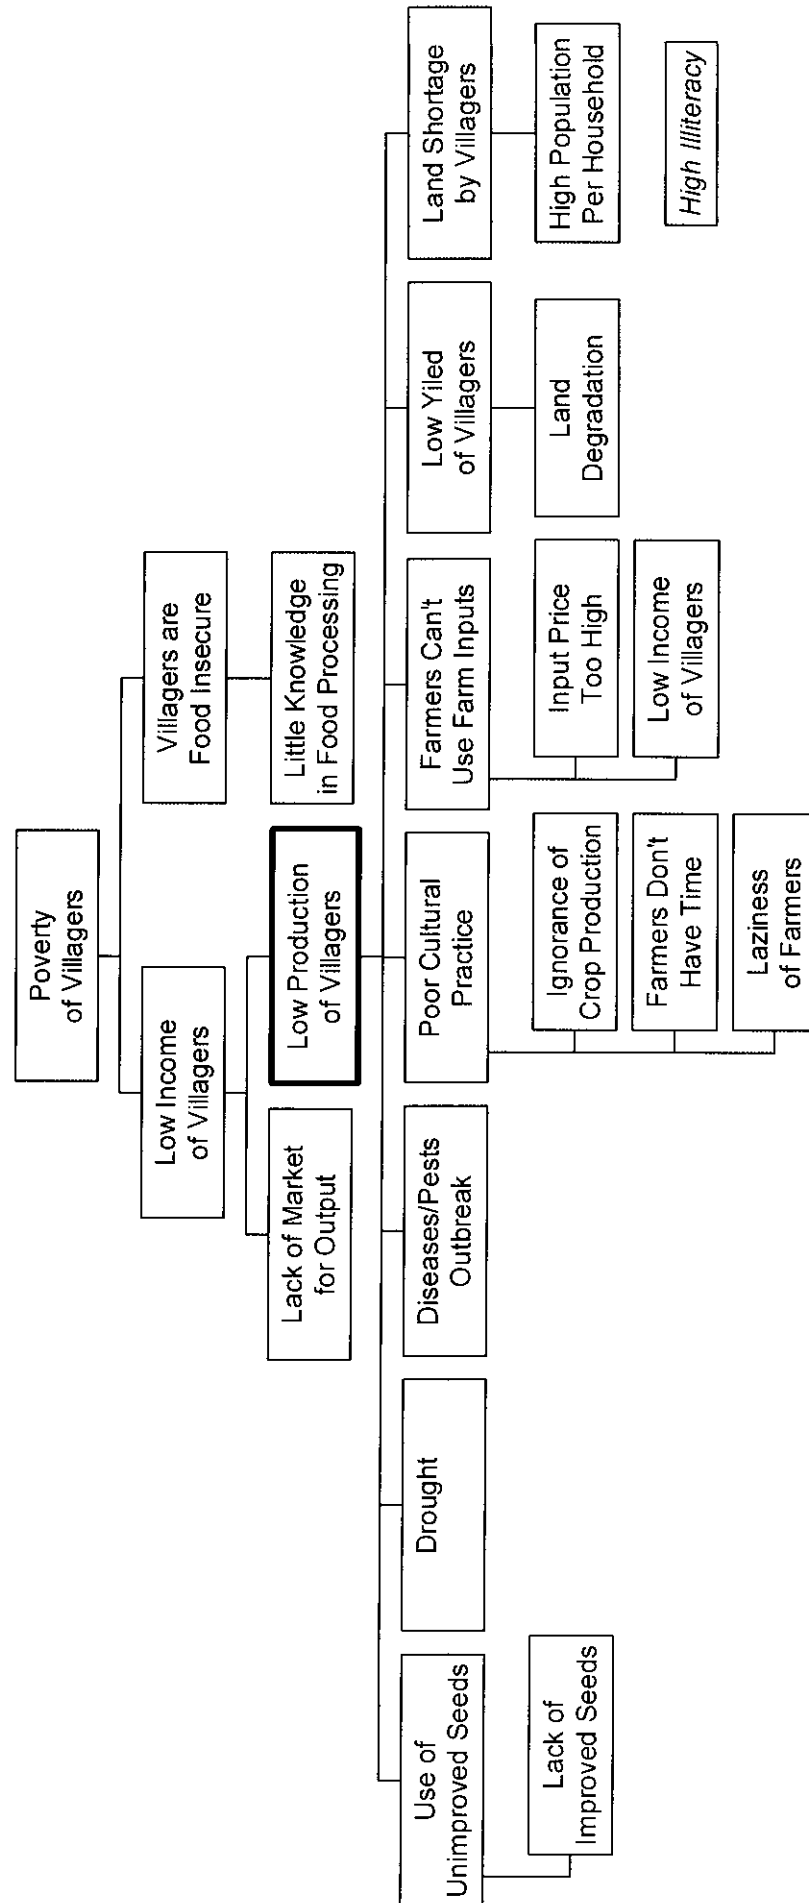 Poverty
of Villagers
Low Income
of Villagers
Villagers are
Food Insecure
Lack of Market
for Output
Low Production
of Villagers
Little Knowledge
in Food Processing
Use of
Unimproved Seeds
Drought
Diseases/Pests
Outbreak
Poor Cultural
Practice
Farmers Can't
Use Farm Inputs
Low Yiled
of Villagers
Land Shortage
by Villagers
Lack of
Improved Seeds
Ignorance of
Crop Production
Farmers Don't
Have Time
Laziness
of Farmers
Input Price
Too High
Low Income
of Villagers
Land
Degradation
High Population
Per Household
High Illiteracy